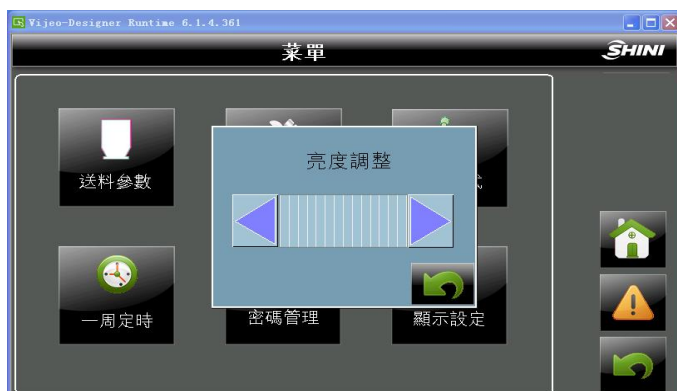 Vijeo-Designer Runtime 6.1.4.361
菜單
SHINI
亮度調整
送料參數
一周定時
密碼管理
顯示設定